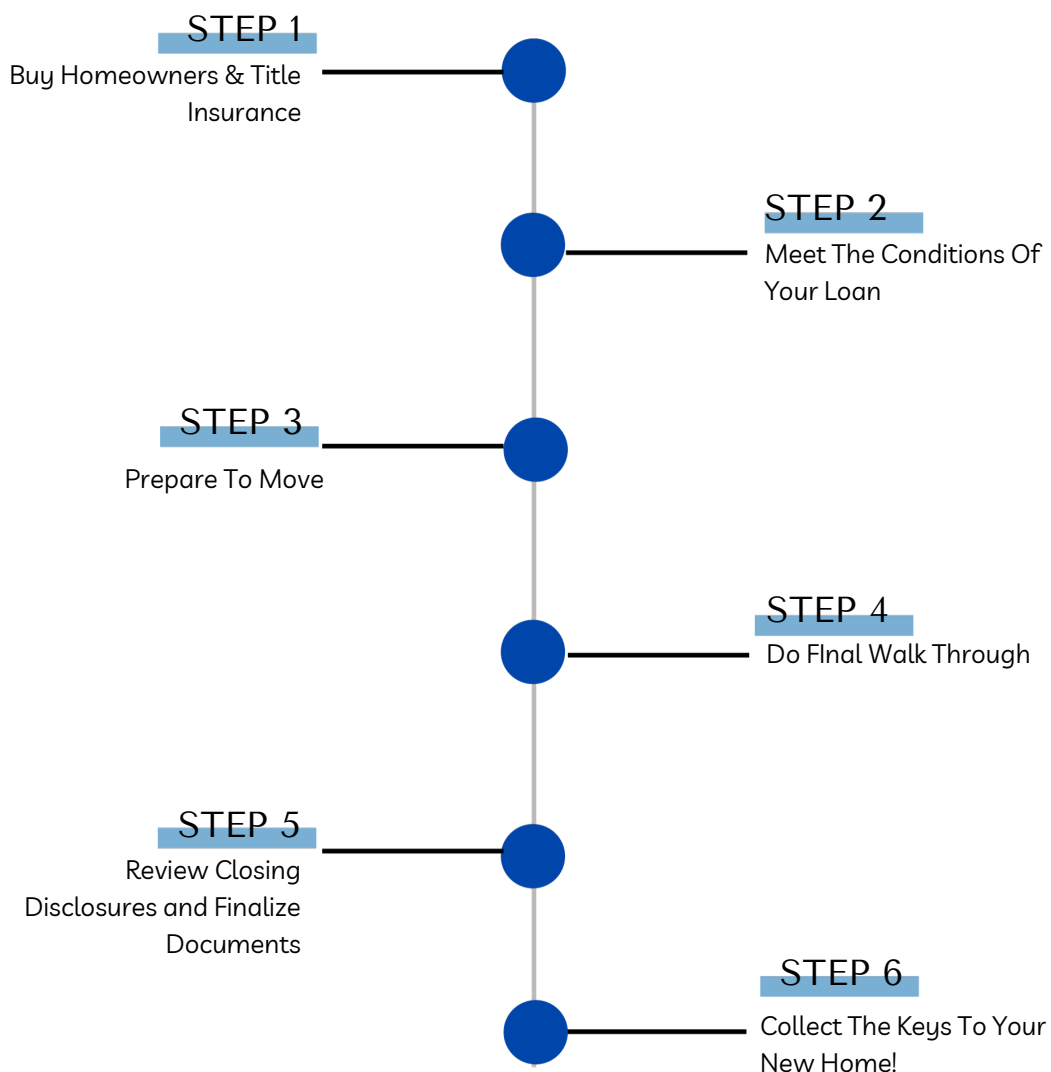 STEP 1
Buy Homeowners & Title
Insurance
STEP 2
Meet The Conditions Of
Your Loan
STEP 3
Prepare To Move
STEP 4
Do FInal Walk Through
STEP 5
Review Closing
Disclosures and Finalize
Documents
STEP 6
Collect The Keys To Your
New Home!